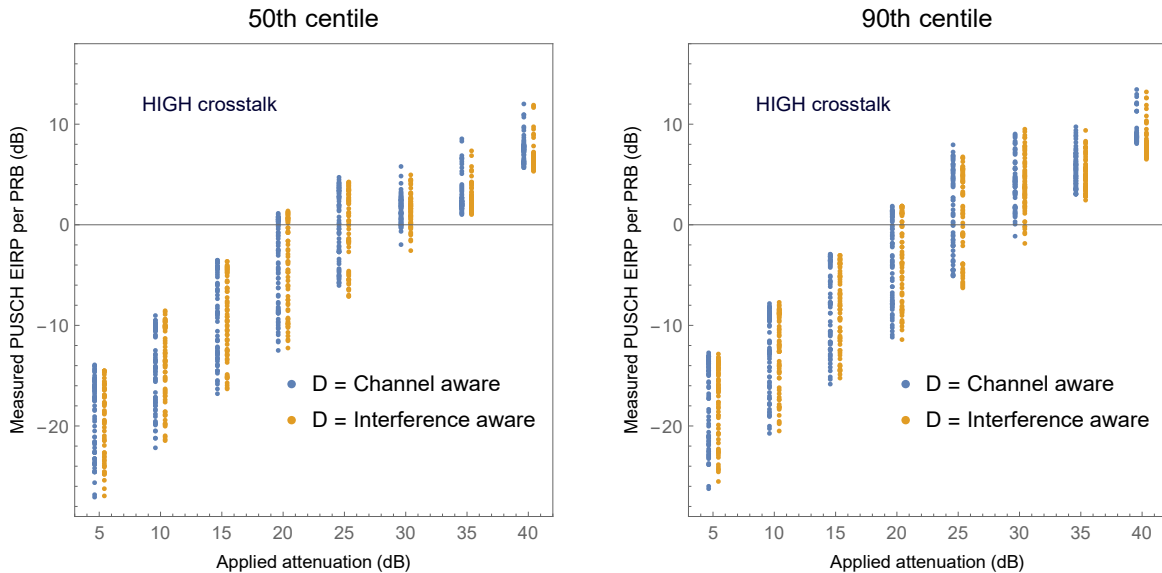 50th centile
HIGH crosstalk
Measured PUSCH EIRP per PRB (dB)
10
0
−10
−20
D = Channel aware
D = Interference aware
5 10 15 20 25 30 35 40
Applied attenuation (dB)
90th centile
HIGH crosstalk
Measured PUSCH EIRP per PRB (dB)
10
0
−10
−20
D = Channel aware
D = Interference aware
5 10 15 20 25 30 35 40
Applied attenuation (dB)